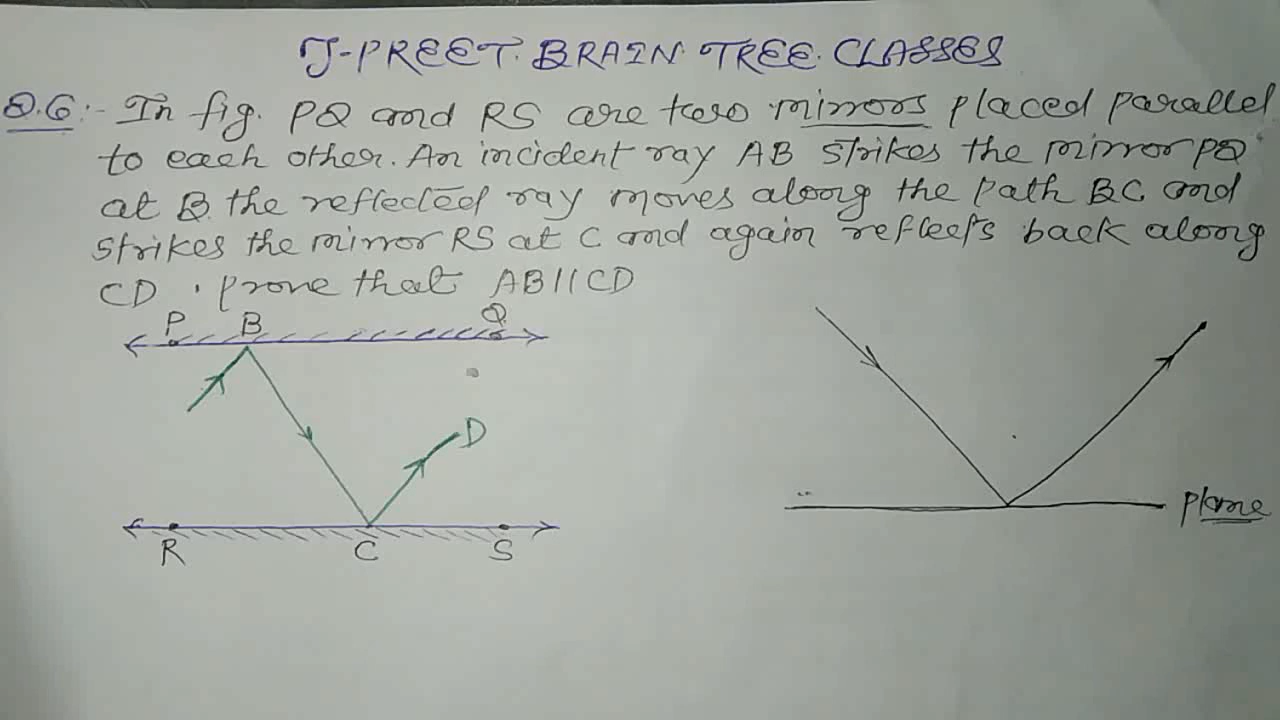 J-PREET. BRAIN TREE. CLASSES
Q.6:- In fig. PQ and RS are two mirrors placed parallel
to each other. An incident ray AB strikes the mirror PQ
at B. the reflected ray moves along the path BC and
strikes the mirror RS at C and again reflects back along
CD. prove that AB||CD
P B Q
D
R C S
plane